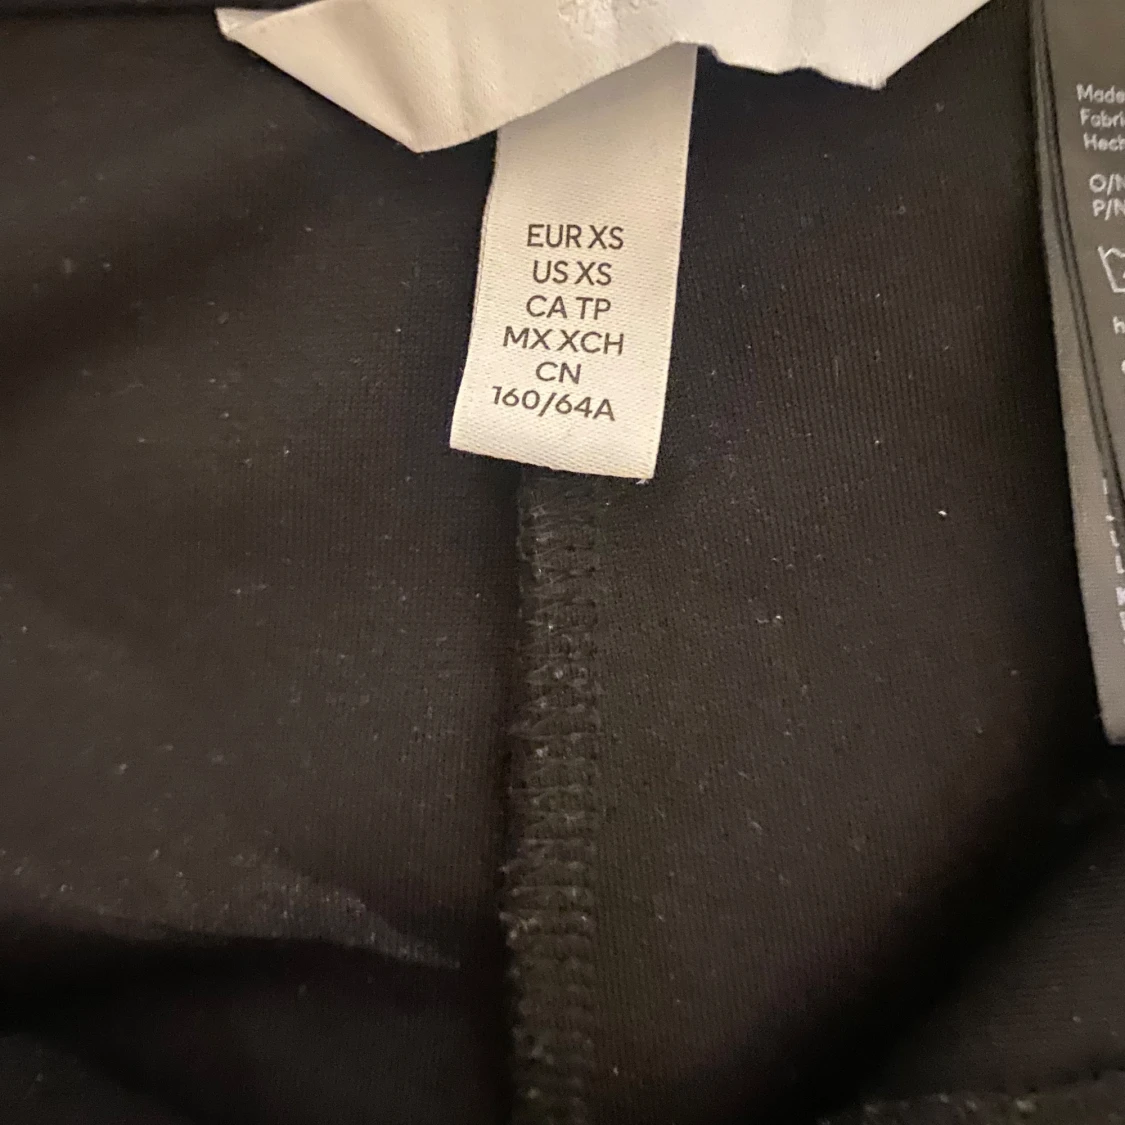 EUR XS
US XS
CA TP
MX XCH
CN
160/64A
Made
Fabri
Hech
O/N
P/N
h